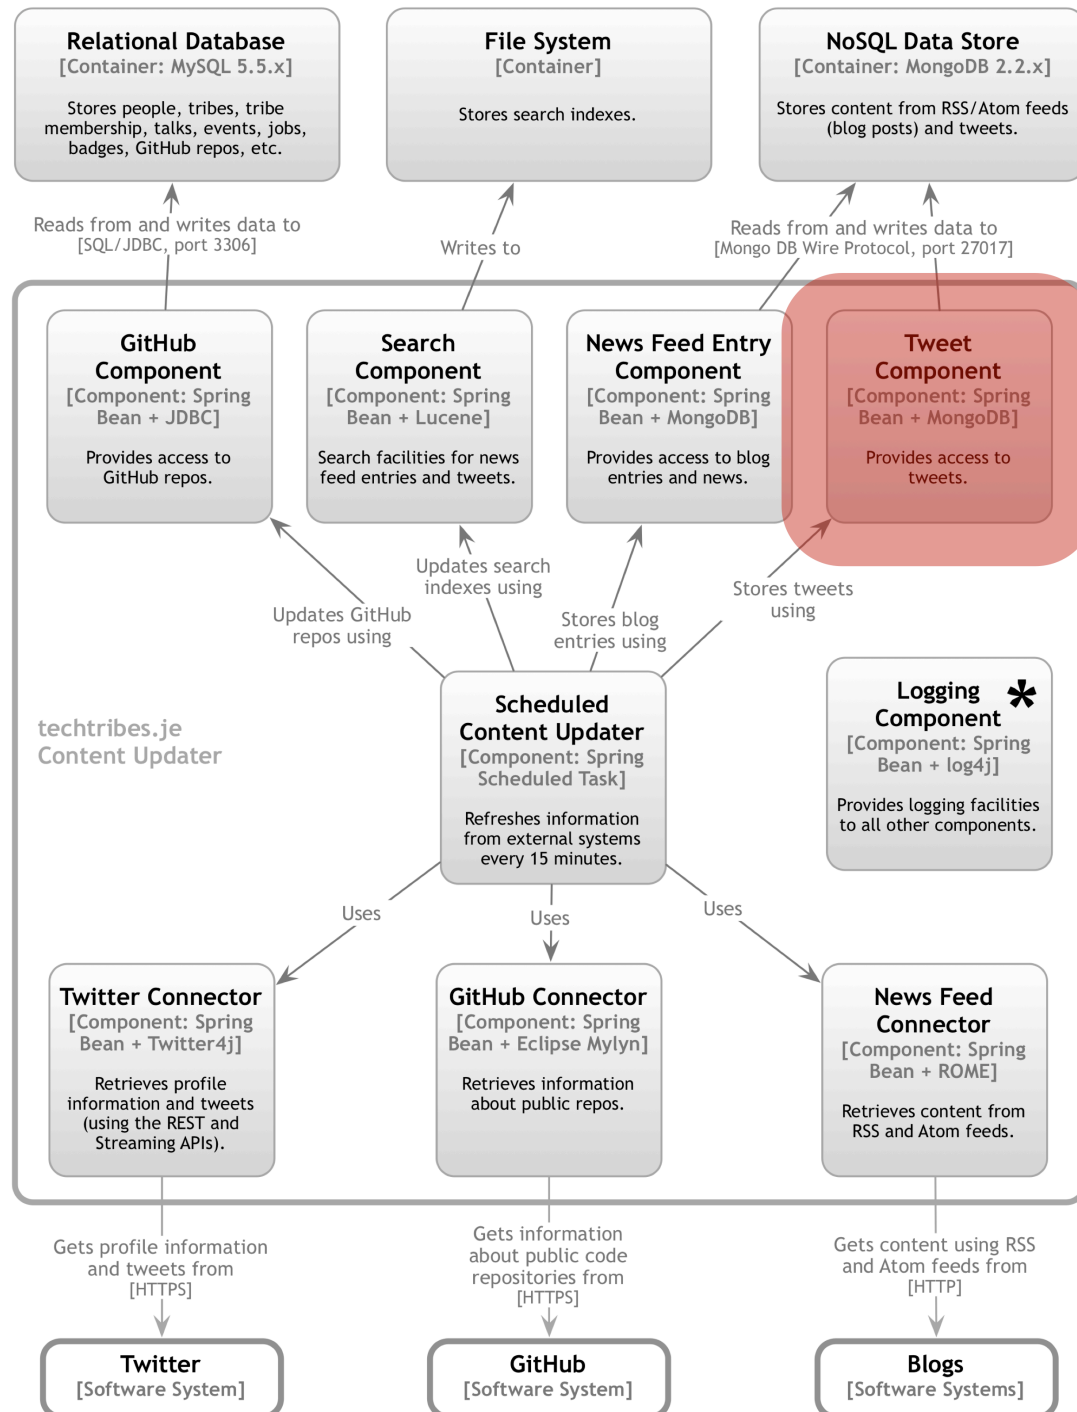 Relational Database
[Container: MySQL 5.5.x]
Stores people, tribes, tribe
membership, talks, events, jobs,
badges, GitHub repos, etc.
File System
[Container]
Stores search indexes.
NoSQL Data Store
[Container: MongoDB 2.2.x]
Stores content from RSS/Atom feeds
(blog posts) and tweets.
Reads from and writes data to
[SQL/JDBC, port 3306]
Writes to
Reads from and writes data to
[Mongo DB Wire Protocol, port 27017]
GitHub
Component
[Component: Spring
Bean + JDBC]
Provides access to
GitHub repos.
Search
Component
[Component: Spring
Bean + Lucene]
Search facilities for news
feed entries and tweets.
News Feed Entry
Component
[Component: Spring
Bean + MongoDB]
Provides access to blog
entries and news.
Tweet
Component
[Component: Spring
Bean + MongoDB]
Provides access to
tweets.
Updates GitHub
repos using
Updates search
indexes using
Stores blog
entries using
Stores tweets
using
techtribes.je
Content Updater
Scheduled
Content Updater
[Component: Spring
Scheduled Task]
Refreshes information
from external systems
every 15 minutes.
Logging
Component
*
[Component: Spring
Bean + log4j]
Provides logging facilities
to all other components.
Uses
Uses
Uses
Twitter Connector
[Component: Spring
Bean + Twitter4j]
Retrieves profile
information and tweets
(using the REST and
Streaming APIs).
GitHub Connector
[Component: Spring
Bean + Eclipse Mylyn]
Retrieves information
about public repos.
News Feed
Connector
[Component: Spring
Bean + ROME]
Retrieves content from
RSS and Atom feeds.
Gets profile information
and tweets from
[HTTPS]
Gets information
about public code
repositories from
[HTTPS]
Gets content using RSS
and Atom feeds from
[HTTP]
Twitter
[Software System]
GitHub
[Software System]
Blogs
[Software Systems]